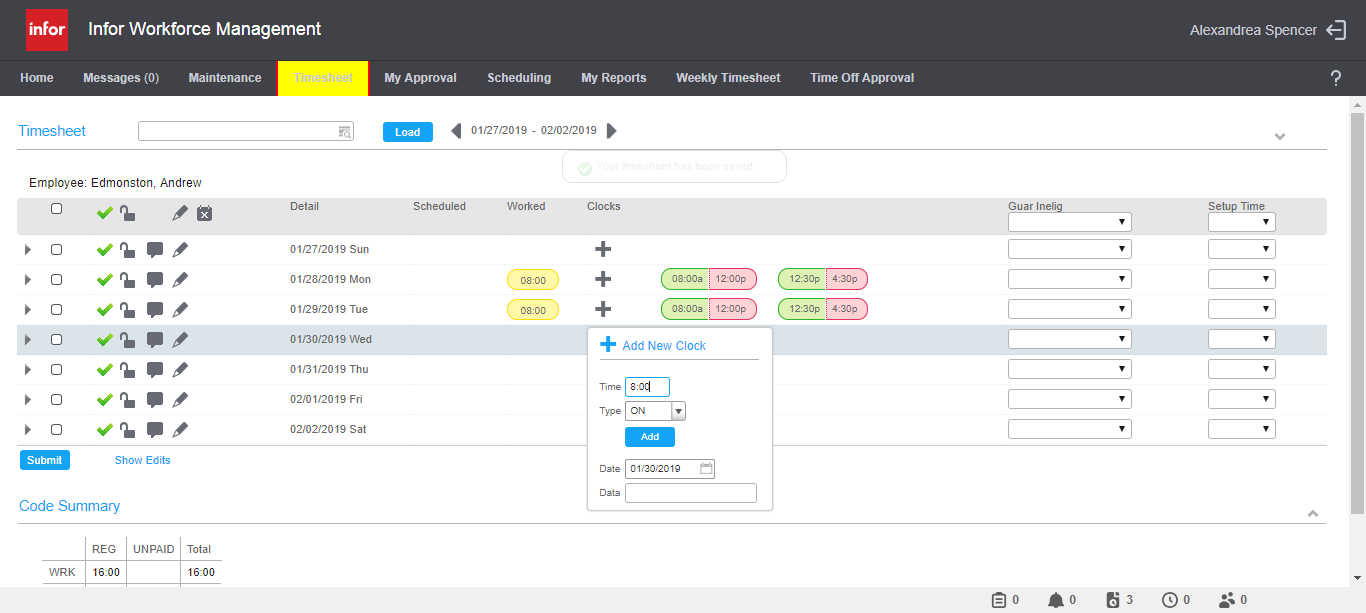 infor Infor Workforce Management Alexandrea Spencer
Home Messages (0) Maintenance Timesheet My Approval Scheduling My Reports Weekly Timesheet Time Off Approval ?
Timesheet Load 01/27/2019 - 02/02/2019
Your timesheet has been saved
Employee: Edmonston, Andrew
Detail Scheduled Worked Clocks Guar Inelig Setup Time
01/27/2019 Sun
01/28/2019 Mon 08:00 08:00a 12:00p 12:30p 4:30p
01/29/2019 Tue 08:00 08:00a 12:00p 12:30p 4:30p
01/30/2019 Wed
Add New Clock
01/31/2019 Thu
Time 8:00
02/01/2019 Fri
Type ON
02/02/2019 Sat
Add
Submit Show Edits
Date 01/30/2019
Data
Code Summary
REG UNPAID Total
WRK 16:00 16:00
0 0 3 0 0